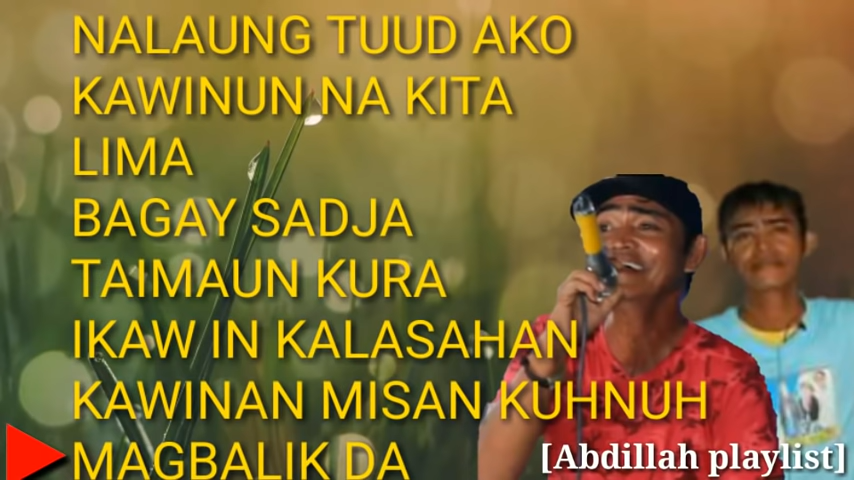 NALAUNG TUUD AKO
KAWINUN NA KITA
LIMA
BAGAY SADJA
TAIMAUN KURA
IKAW IN KALASAHAN
KAWINAN MISAN KUHNUH
MAGBALIK DA
[Abdillah playlist]